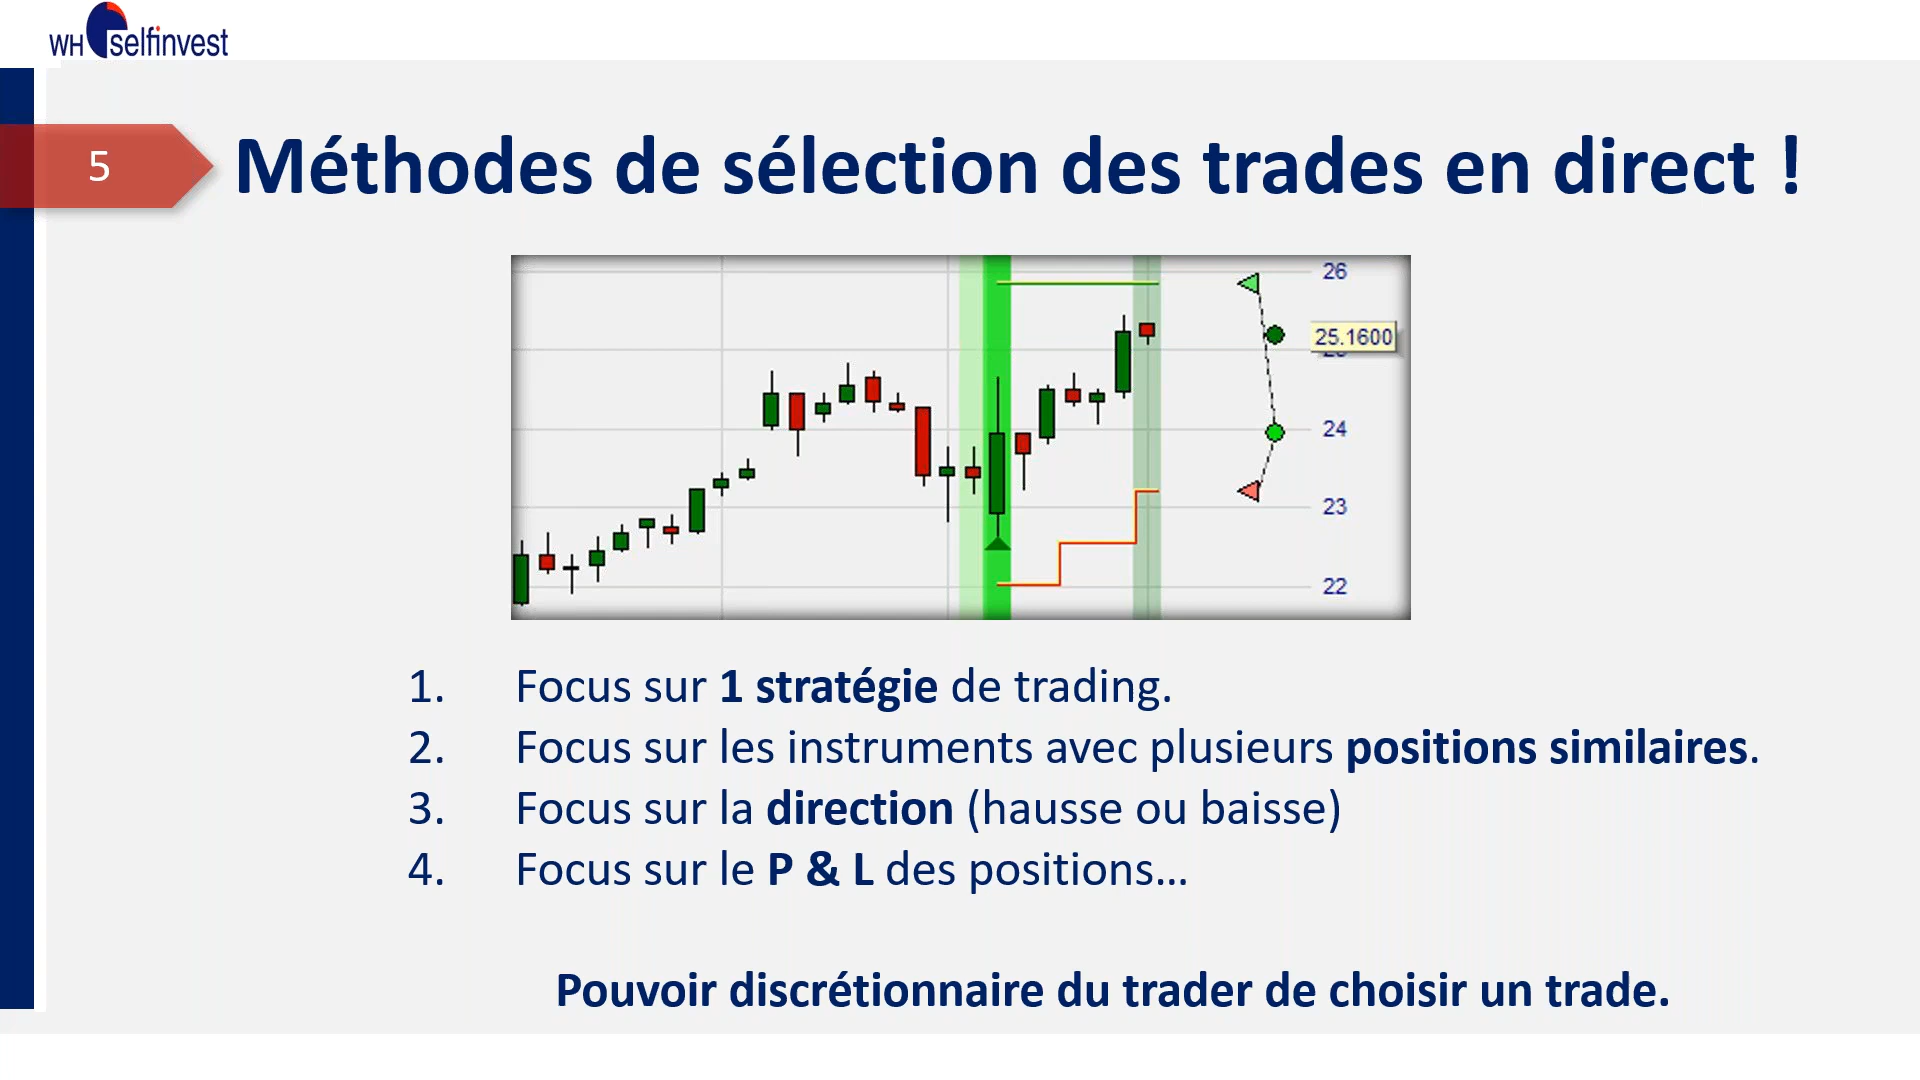 WH selfinvest
5
Méthodes de sélection des trades en direct !
26
25.1600
24
23
22
1. Focus sur 1 stratégie de trading.
2. Focus sur les instruments avec plusieurs positions similaires.
3. Focus sur la direction (hausse ou baisse)
4. Focus sur le P & L des positions…
Pouvoir discrétionnaire du trader de choisir un trade.